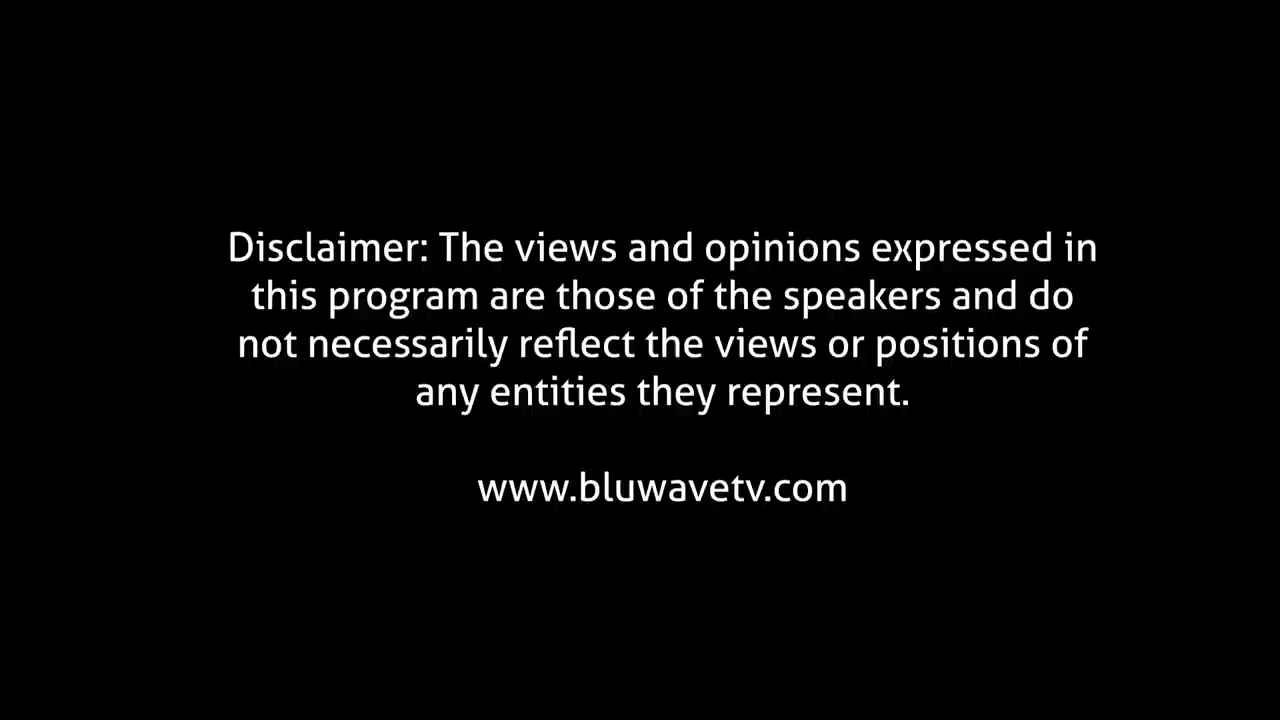 Disclaimer: The views and opinions expressed in
this program are those of the speakers and do
not necessarily reflect the views or positions of
any entities they represent.
www.bluwavetv.com